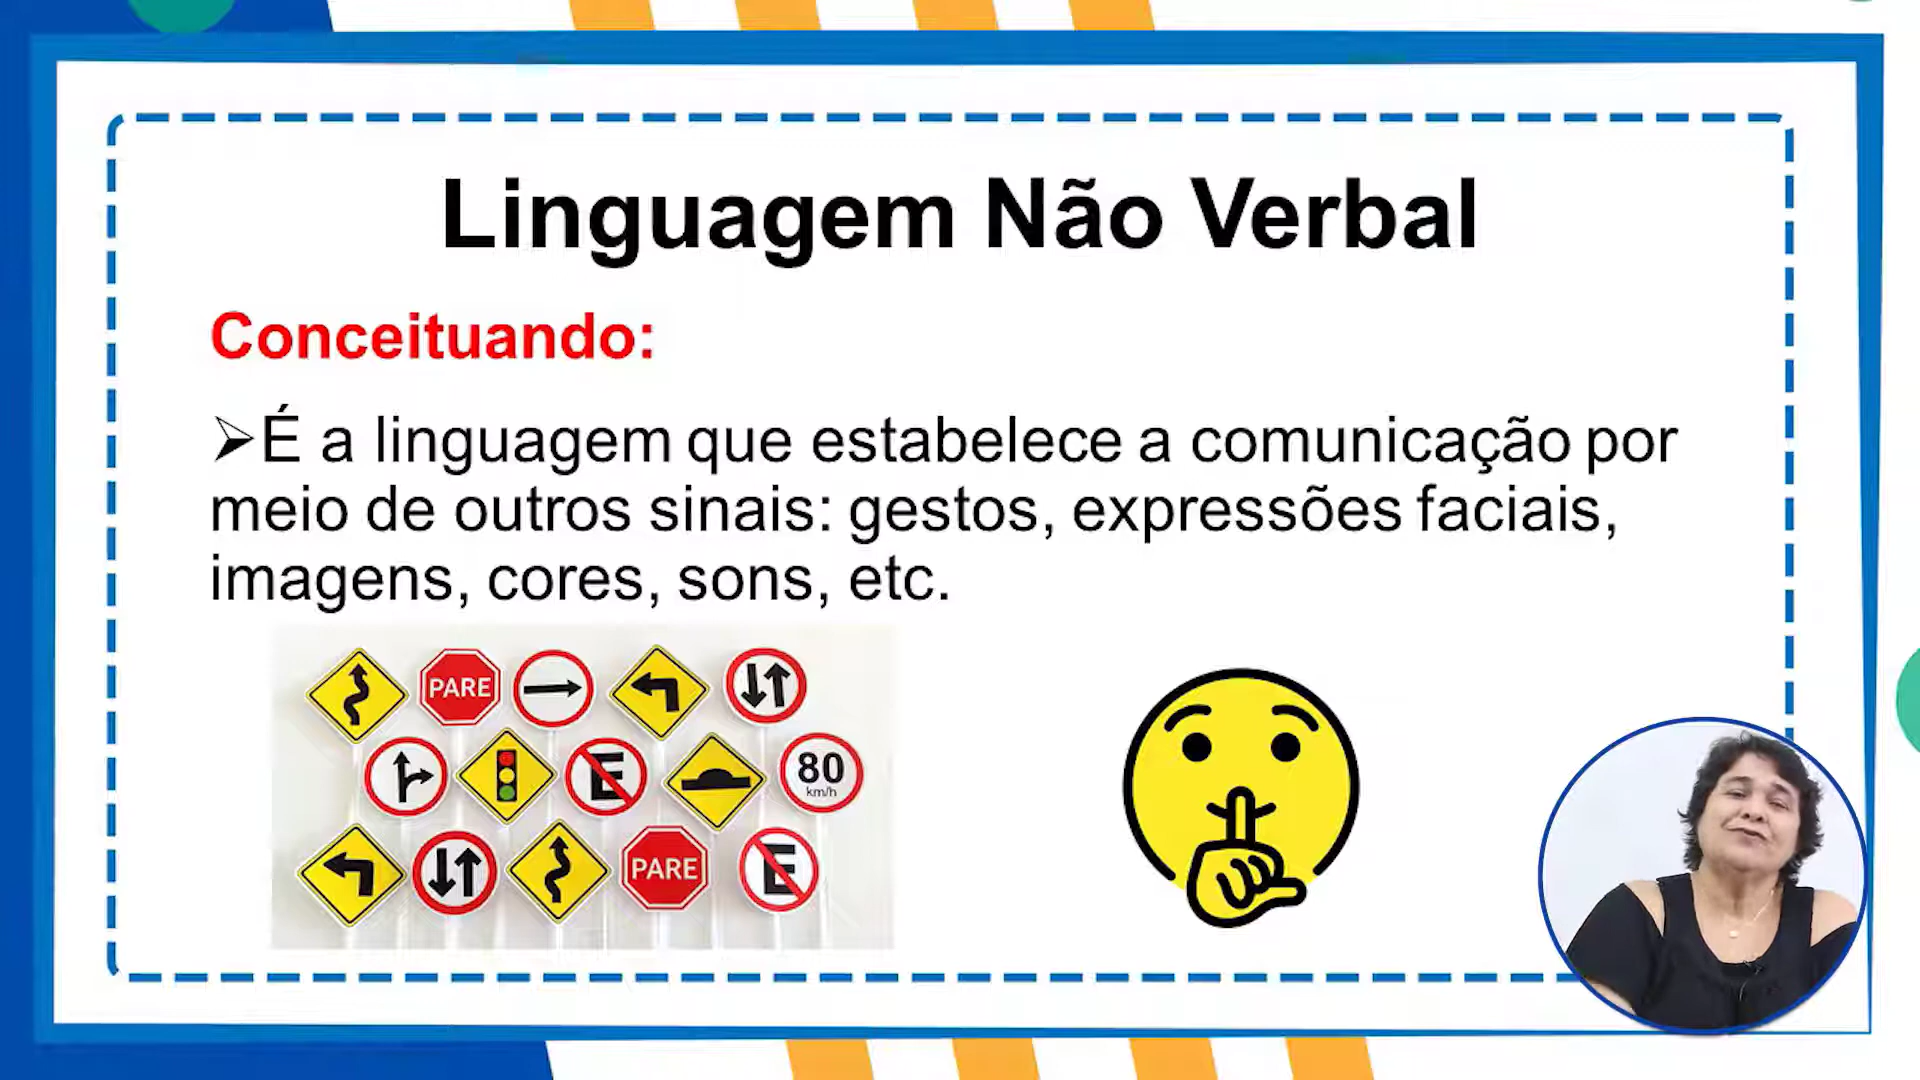 Linguagem Não Verbal
Conceituando:
➢É a linguagem que estabelece a comunicação por
meio de outros sinais: gestos, expressões faciais,
imagens, cores, sons, etc.
PARE
E
80
km/h
PARE
E